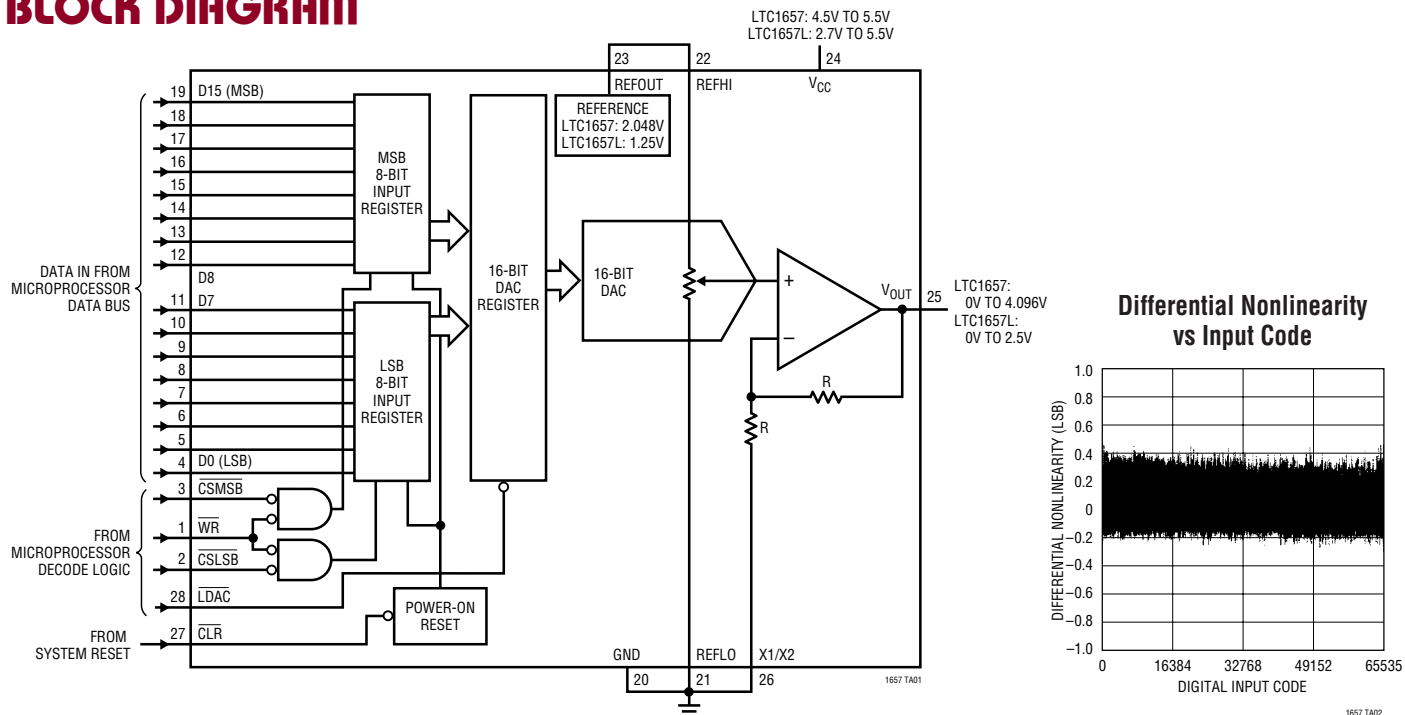 BLOCK DIAGRAM
LTC1657: 4.5V TO 5.5V
LTC1657L: 2.7V TO 5.5V
23
22
24
REFOUT
REFHI
VCC
REFERENCE
LTC1657: 2.048V
LTC1657L: 1.25V
19
D15 (MSB)
18
17
16
15
14
13
12
D8
DATA IN FROM
MICROPROCESSOR
DATA BUS
11
D7
10
9
8
7
6
5
4
D0 (LSB)
MSB
8-BIT
INPUT
REGISTER
LSB
8-BIT
INPUT
REGISTER
16-BIT
DAC
REGISTER
16-BIT
DAC
+
–
R
R
VOUT
25
LTC1657:
0V TO 4.096V
LTC1657L:
0V TO 2.5V
FROM
MICROPROCESSOR
DECODE LOGIC
3
CSMSB
1
WR
2
CSLSB
28
LDAC
FROM
SYSTEM RESET
27
CLR
POWER-ON
RESET
GND
REFLO
X1/X2
20
21
26
1657 TA01
Differential Nonlinearity
vs Input Code
DIFFERENTIAL NONLINEARITY (LSB)
1.0
0.8
0.6
0.4
0.2
0
–0.2
–0.4
–0.6
–0.8
–1.0
0
16384
32768
49152
65535
DIGITAL INPUT CODE
1657 TA02